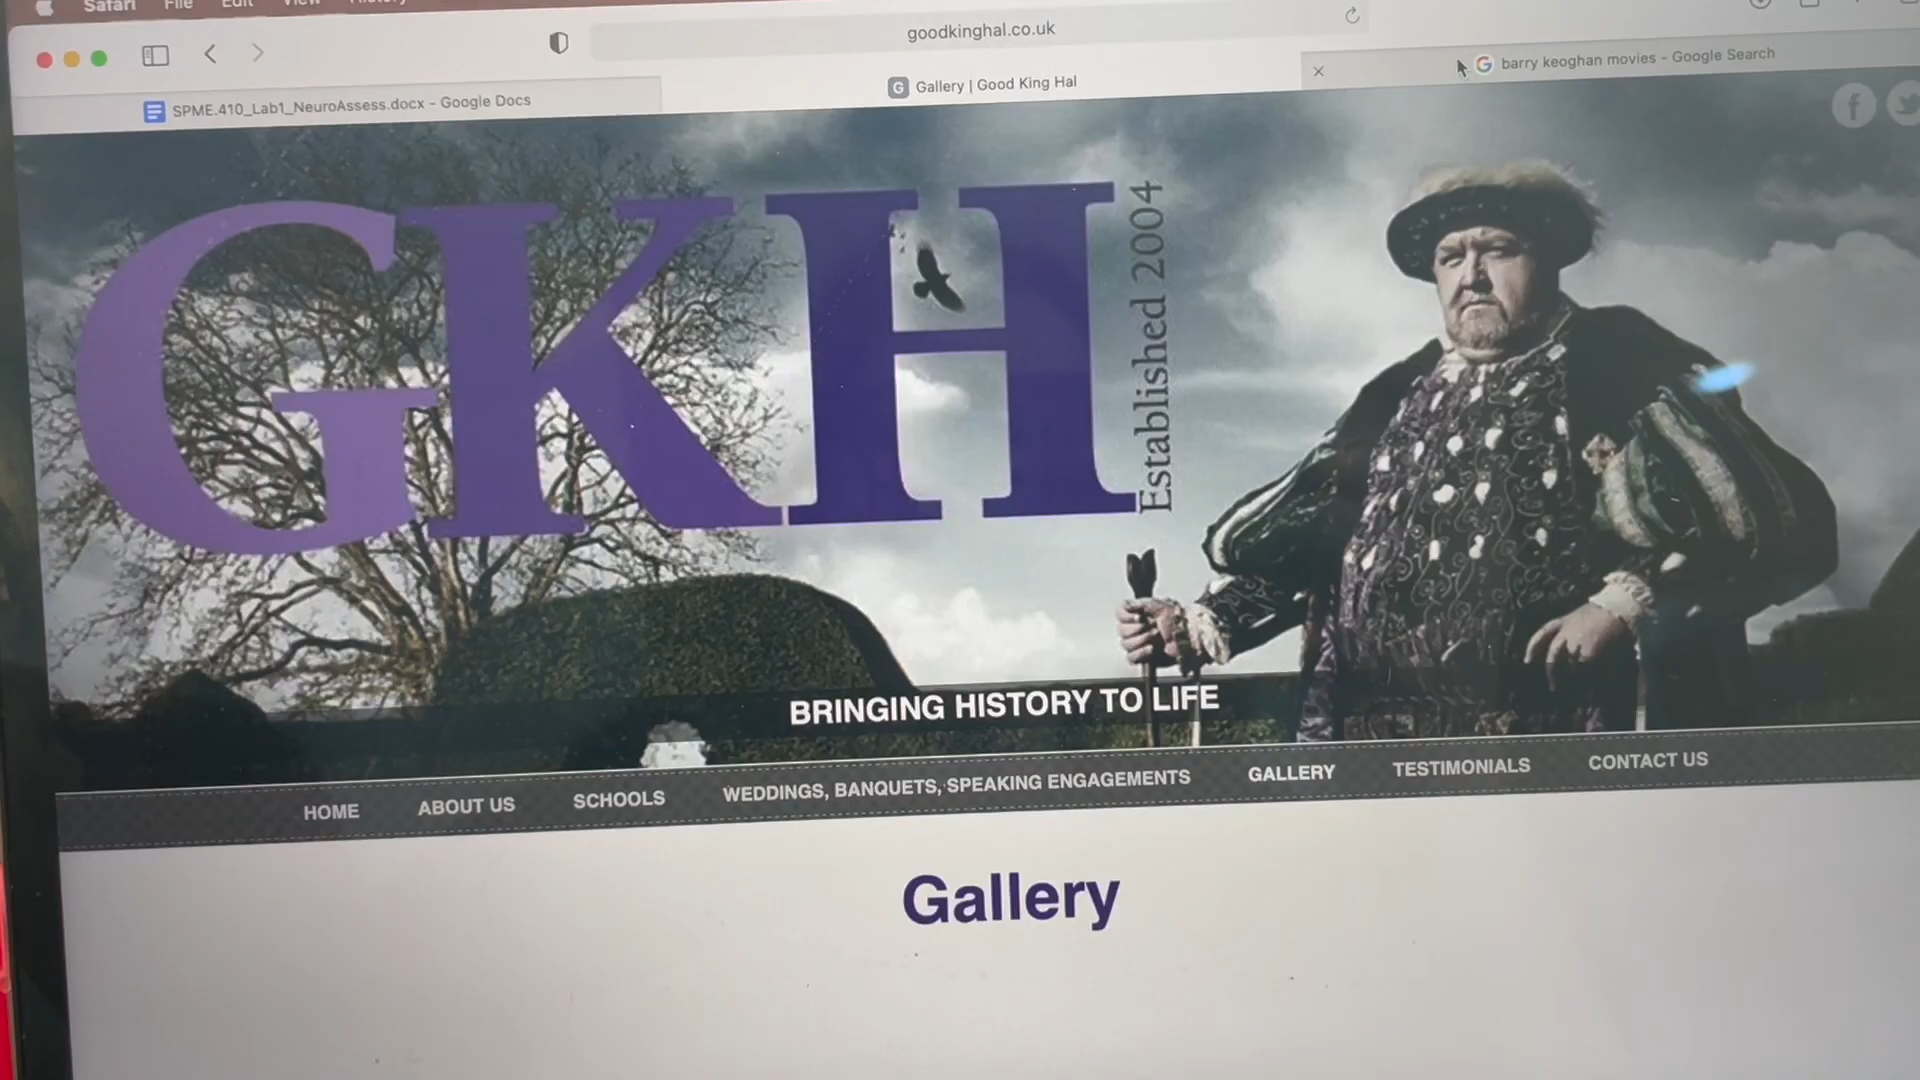 Safari File Edit View History
goodkinghal.co.uk
SPME.410_Lab1_NeuroAssess.docx - Google Docs
G Gallery | Good King Hal
G barry keoghan movies - Google Search
f
GKH
Established 2004
BRINGING HISTORY TO LIFE
HOME ABOUT US SCHOOLS WEDDINGS, BANQUETS, SPEAKING ENGAGEMENTS GALLERY TESTIMONIALS CONTACT US
Gallery